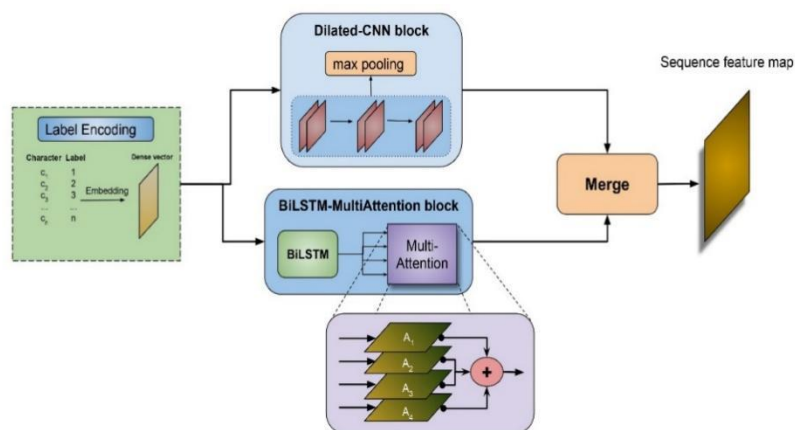 Dilated-CNN block
max pooling
Sequence feature map
Label Encoding
Character Label
Dense vector
c₁ 1
c₂ 2
c₃ 3
Embedding
... ...
n
Merge
BiLSTM-MultiAttention block
BiLSTM
Multi-
Attention
A₁
A₂
A₃
A₄
+